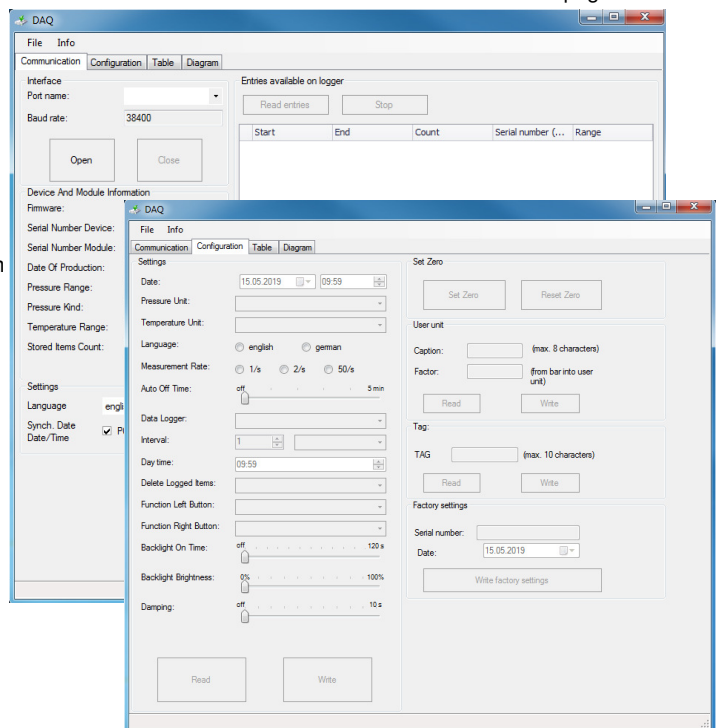 DAQ
File Info
Communication Configuration Table Diagram
Interface
Port name:
Baud rate: 38400
Open Close
Entries available on logger
Read entries Stop
Start End Count Serial number (... Range
Device And Module Information
Firmware:
Serial Number Device:
Serial Number Module:
Date Of Production:
Pressure Range:
Pressure Kind:
Temperature Range:
Stored Items Count:
Settings
Language
Synch. Date
Date/Time
DAQ
File Info
Communication Configuration Table Diagram
Settings
Date: 15.05.2019 09:59
Pressure Unit:
Temperature Unit:
Language: english german
Measurement Rate: 1/s 2/s 50/s
Auto Off Time: off 5 min
Data Logger:
Interval: 1
Day time: 09:59
Delete Logged Items:
Function Left Button:
Function Right Button:
Backlight On Time: off 120 s
Backlight Brightness: 0% 100%
Damping: off 10 s
Read Write
Set Zero
Set Zero Reset Zero
User unit
Caption: (max. 8 characters)
Factor: (from bar into user
unit)
Read Write
Tag:
TAG (max. 10 characters)
Read Write
Factory settings
Serial number:
Date: 15.05.2019
Write factory settings